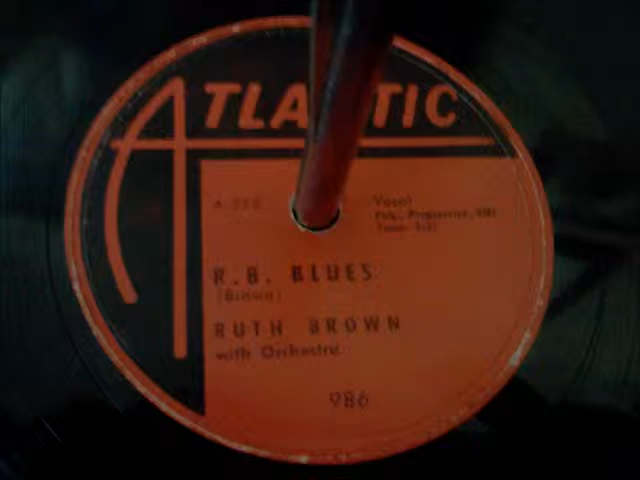 ATLANTIC
Vocal
R.B. BLUES
(Brown)
RUTH BROWN
with Orchestra
986